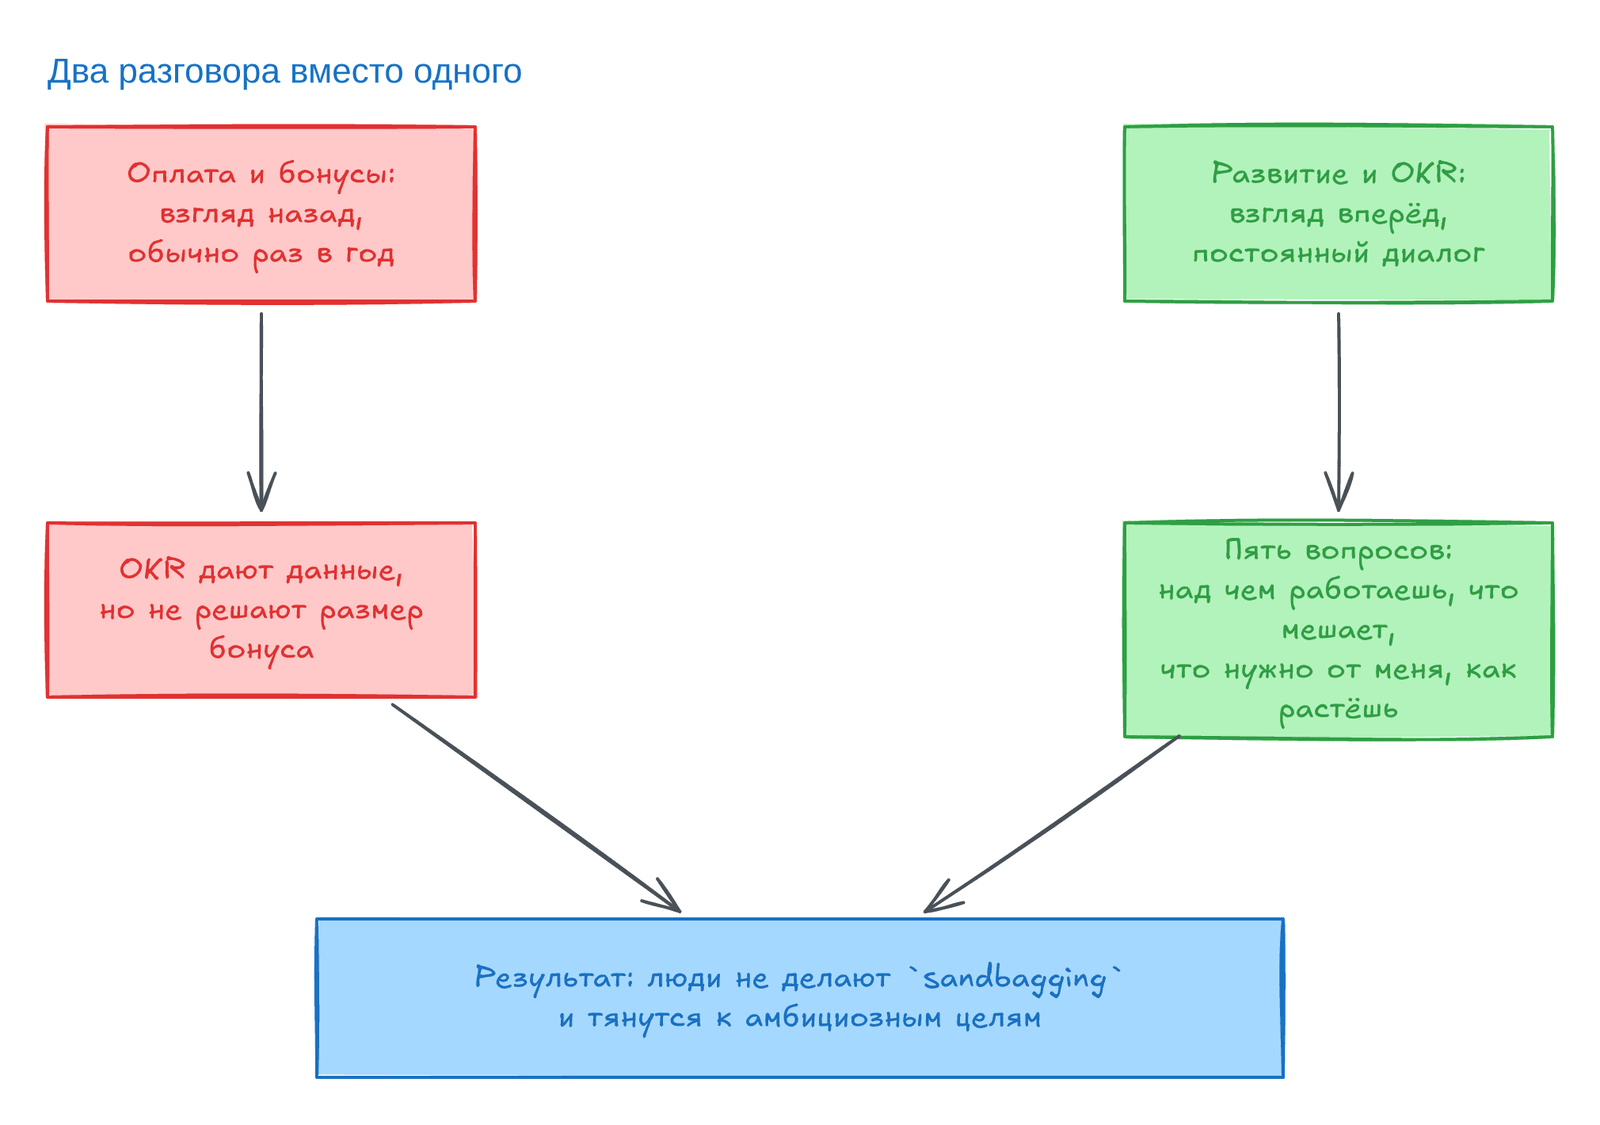 Два разговора вместо одного
Оплата и бонусы:
взгляд назад,
обычно раз в год
Развитие и OKR:
взгляд вперёд,
постоянный диалог
OKR дают данные,
но не решают размер
бонуса
Пять вопросов:
над чем работаешь, что
мешает,
что нужно от меня, как
растёшь
Результат: люди не делают `sandbagging`
и тянутся к амбициозным целям